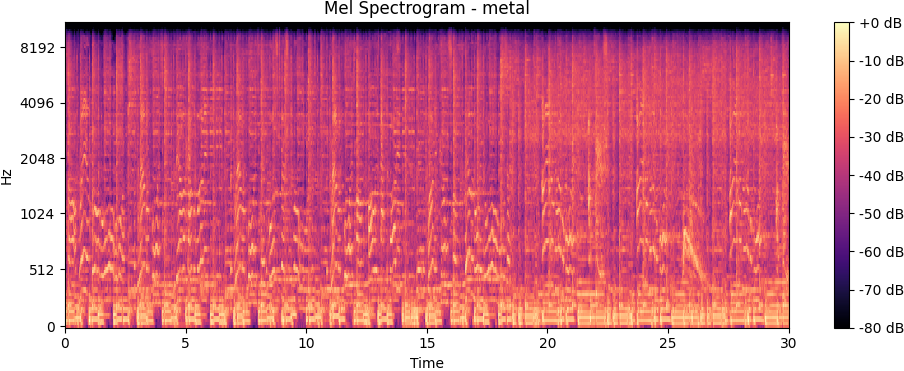 Mel Spectrogram - metal
8192
4096
2048
1024
512
0
Hz
0 5 10 15 20 25 30
Time
+0 dB
-10 dB
-20 dB
-30 dB
-40 dB
-50 dB
-60 dB
-70 dB
-80 dB